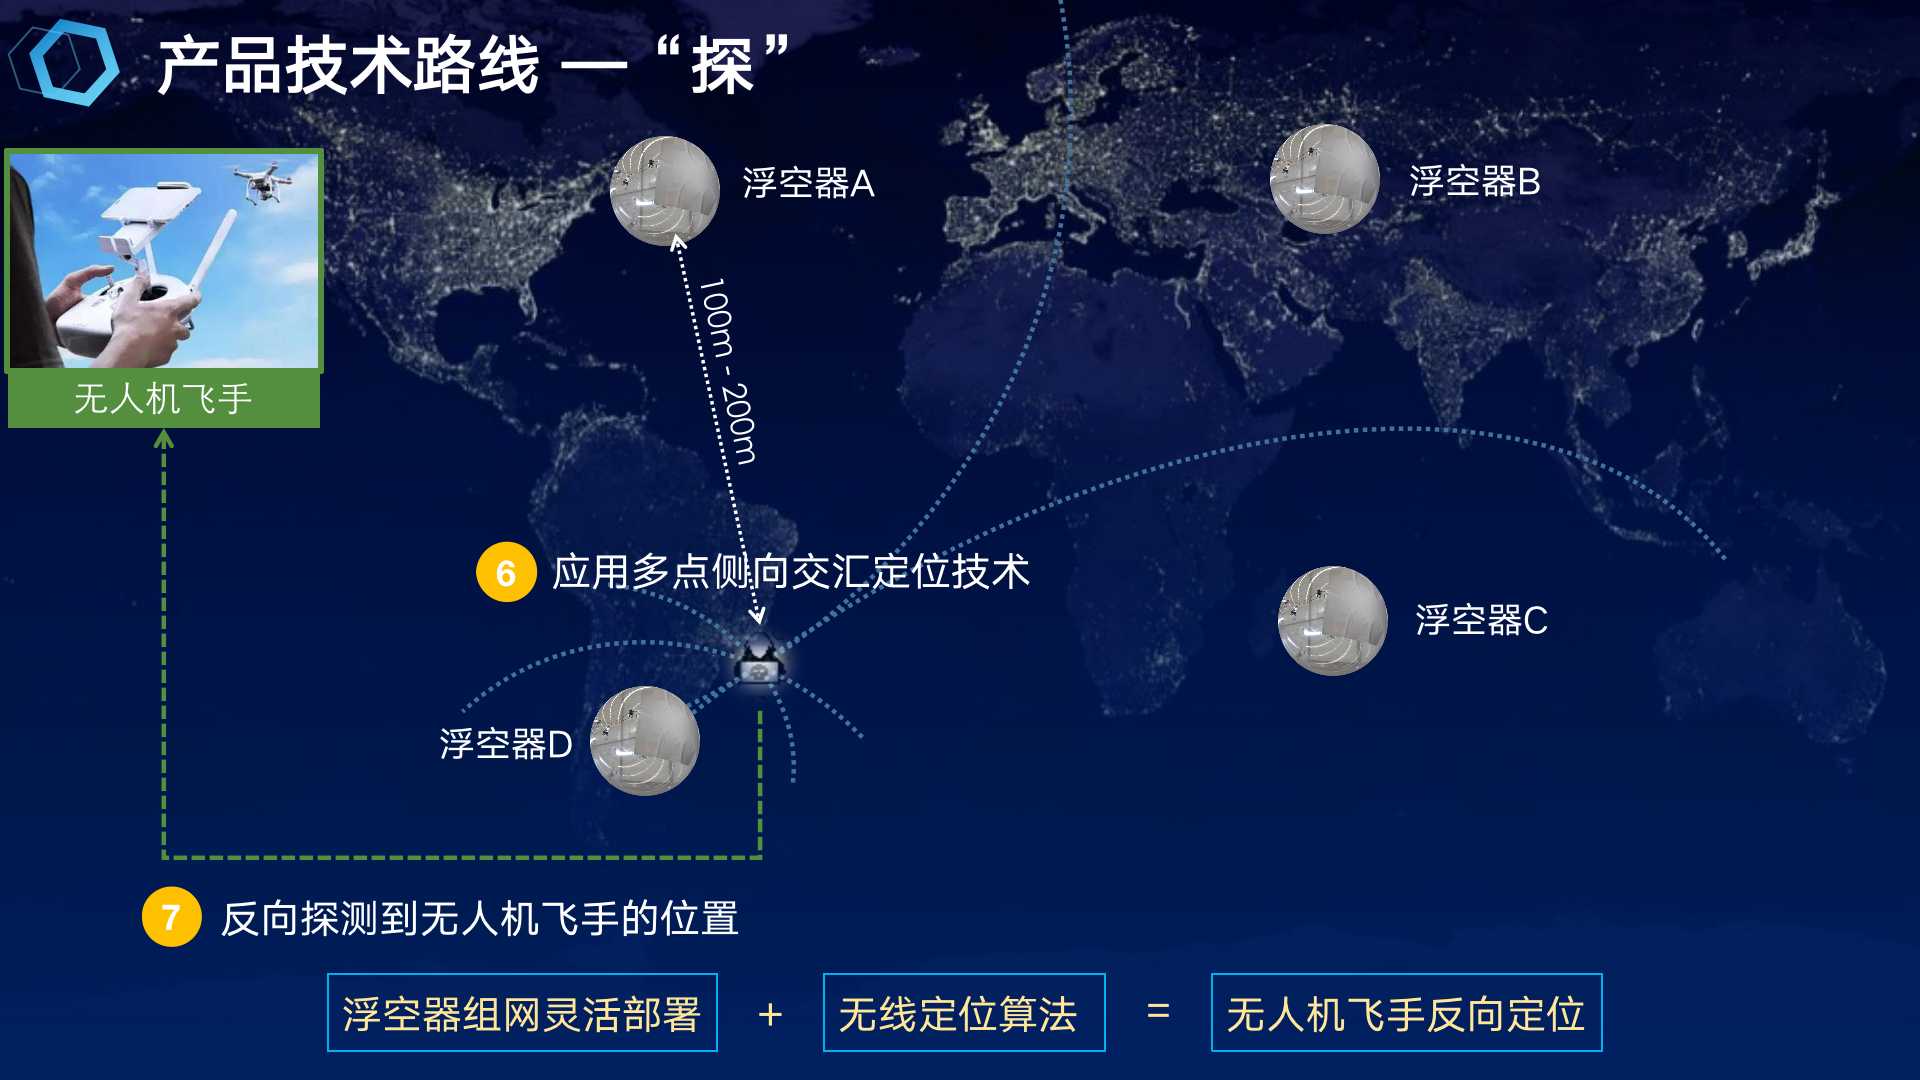 产品技术路线 — “探”
浮空器A
浮空器B
无人机飞手
100m - 200m
6 应用多点侧向交汇定位技术
浮空器C
浮空器D
7 反向探测到无人机飞手的位置
浮空器组网灵活部署 + 无线定位算法 = 无人机飞手反向定位